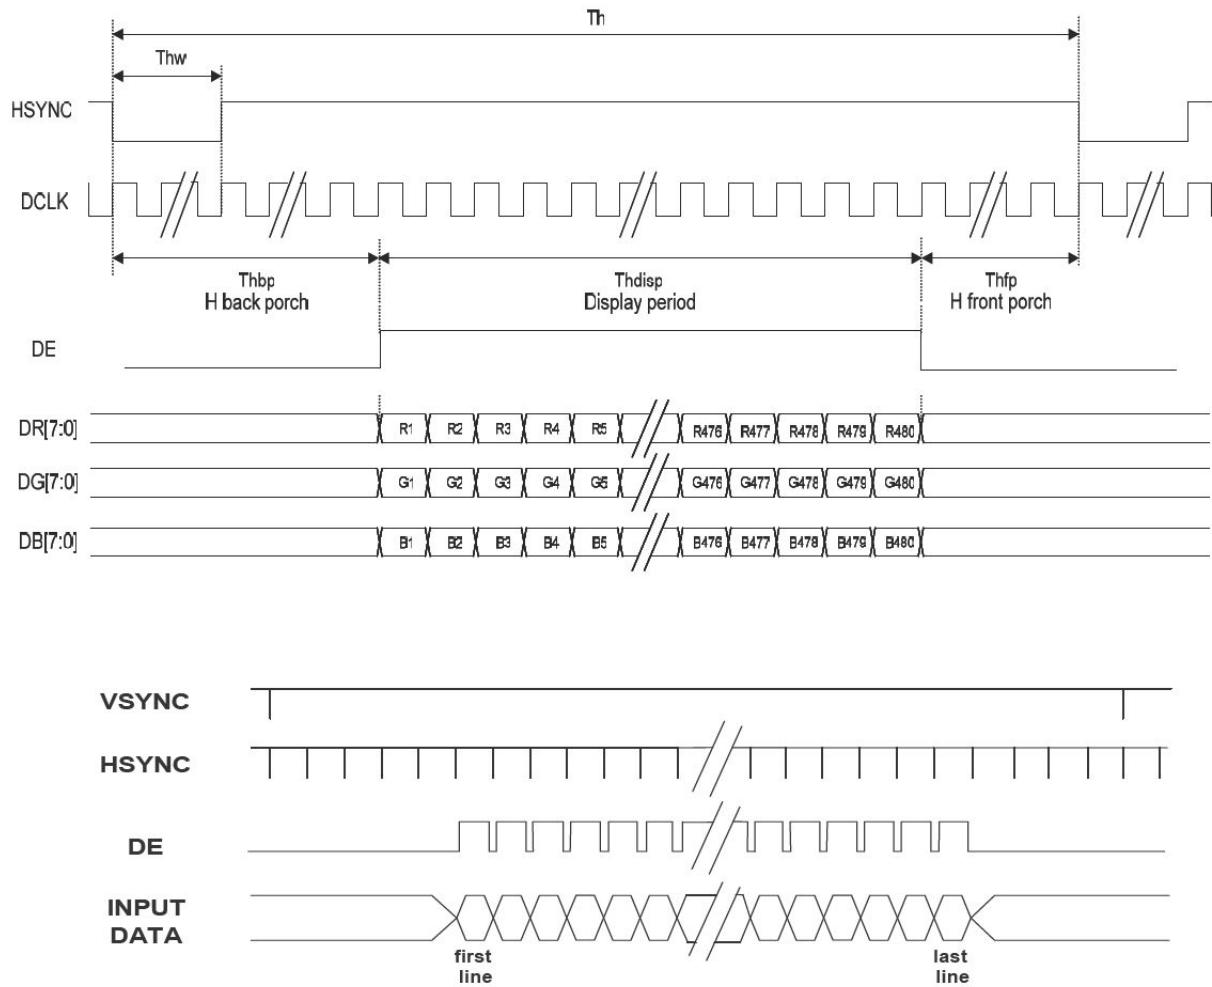 Th
Thw
HSYNC
DCLK
Thbp
H back porch
Thdisp
Display period
Thfp
H front porch
DE
DR[7:0]
R1 R2 R3 R4 R5 R476 R477 R478 R479 R480
DG[7:0]
G1 G2 G3 G4 G5 G476 G477 G478 G479 G480
DB[7:0]
B1 B2 B3 B4 B5 B476 B477 B478 B479 B480
VSYNC
HSYNC
DE
INPUT
DATA
first
line
last
line